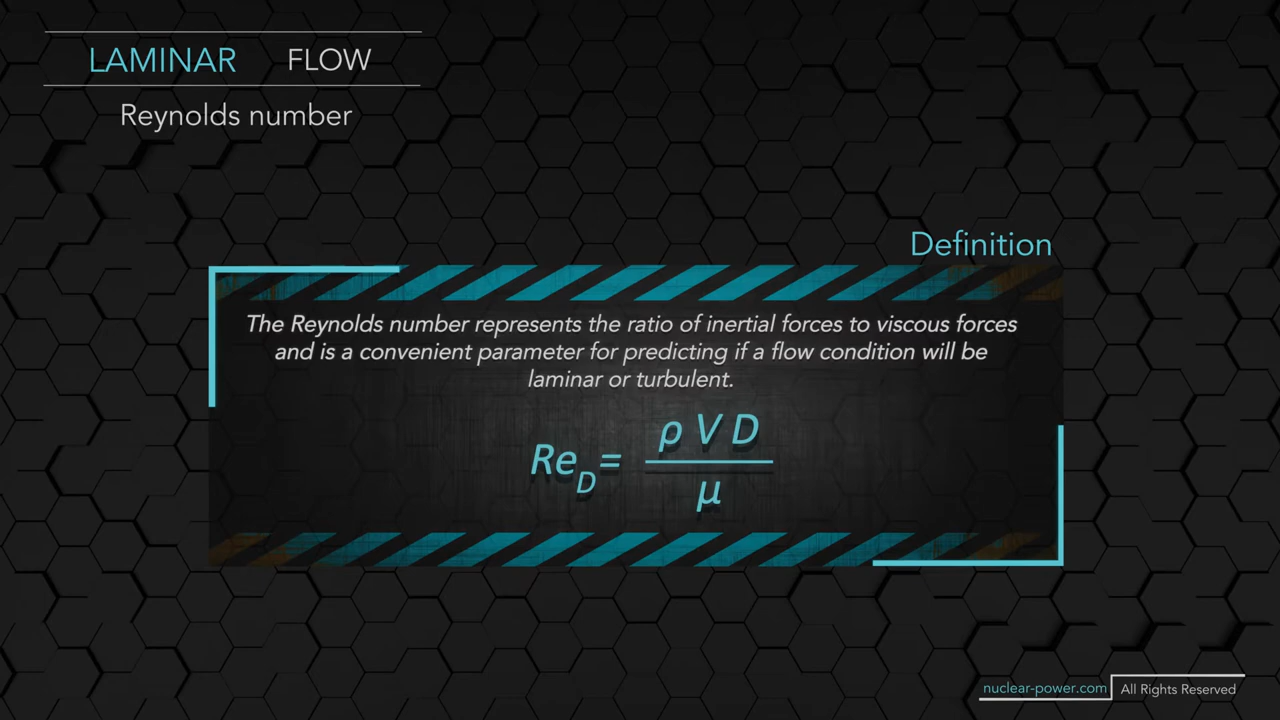 LAMINAR FLOW
Reynolds number
Definition
The Reynolds number represents the ratio of inertial forces to viscous forces
and is a convenient parameter for predicting if a flow condition will be
laminar or turbulent.
Re_D = ρ V D / μ
nuclear-power.com All Rights Reserved